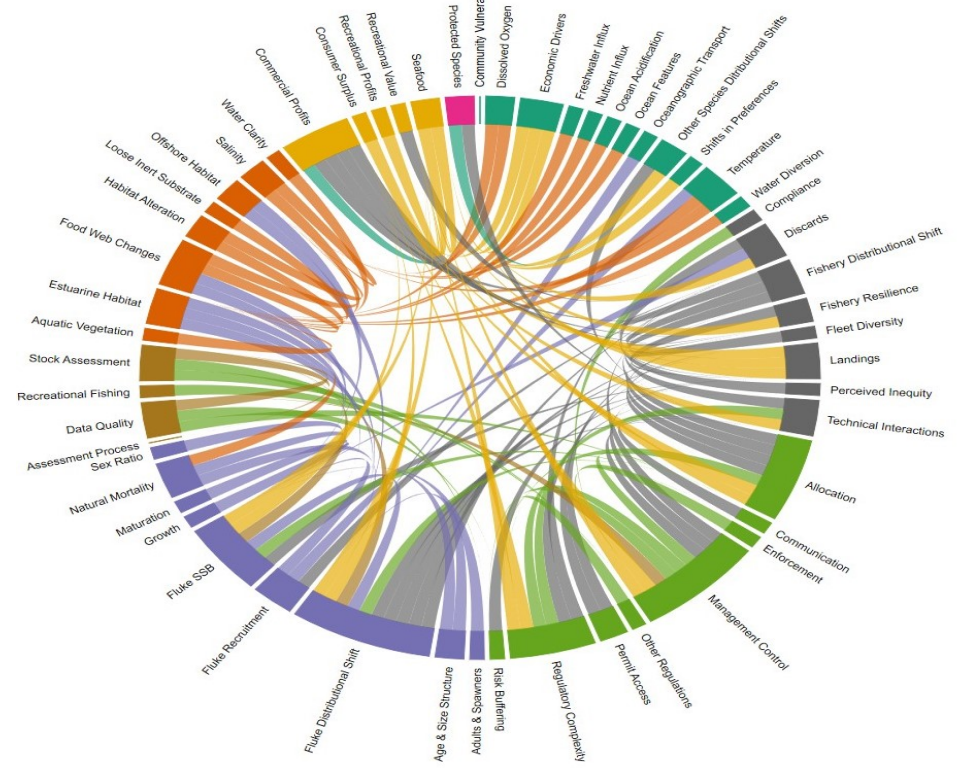 Protected Species
Community Vulnera
Dissolved Oxygen
Economic Drivers
Freshwater Influx
Nutrient Influx
Ocean Acidification
Ocean Features
Oceanographic Transport
Other Species Ditributional Shifts
Shifts in Preferences
Temperature
Water Diversion
Compliance
Discards
Fishery Distributional Shift
Fishery Resilience
Fleet Diversity
Landings
Perceived Inequity
Technical Interactions
Allocation
Communication
Enforcement
Management Control
Other Regulations
Permit Access
Regulatory Complexity
Risk Buffering
Adults & Spawners
Age & Size Structure
Fluke Distributional Shift
Fluke Recruitment
Fluke SSB
Growth
Maturation
Natural Mortality
Sex Ratio
Assessment Process
Data Quality
Recreational Fishing
Stock Assessment
Aquatic Vegetation
Estuarine Habitat
Food Web Changes
Habitat Alteration
Loose Inert Substrate
Offshore Habitat
Salinity
Water Clarity
Commercial Profits
Consumer Surplus
Recreational Profits
Recreational Value
Seafood